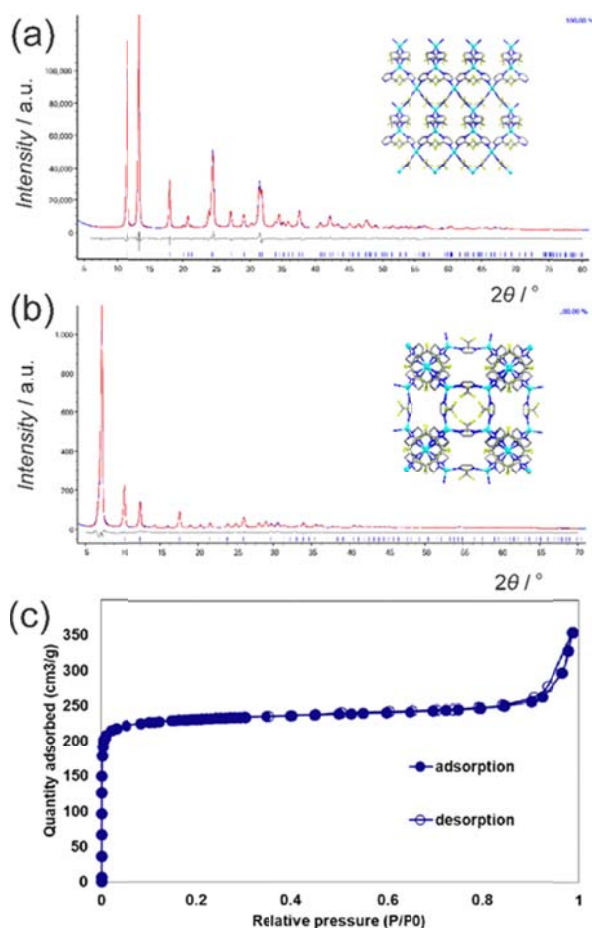 (a)
100.00 %
Intensity / a.u.
100,000
80,000
60,000
40,000
20,000
0
5 10 15 20 25 30 35 40 45 50 55 60 65 70 75 80
2θ / °
(b)
Intensity / a.u.
1,000
800
600
400
200
0
5 10 15 20 25 30 35 40 45 50 55 60 65 70
2θ / °
(c)
Quantity adsorbed (cm3/g)
350
300
250
200
150
100
50
0
adsorption
desorption
0.2 0.4 0.6 0.8 1
Relative pressure (P/P0)